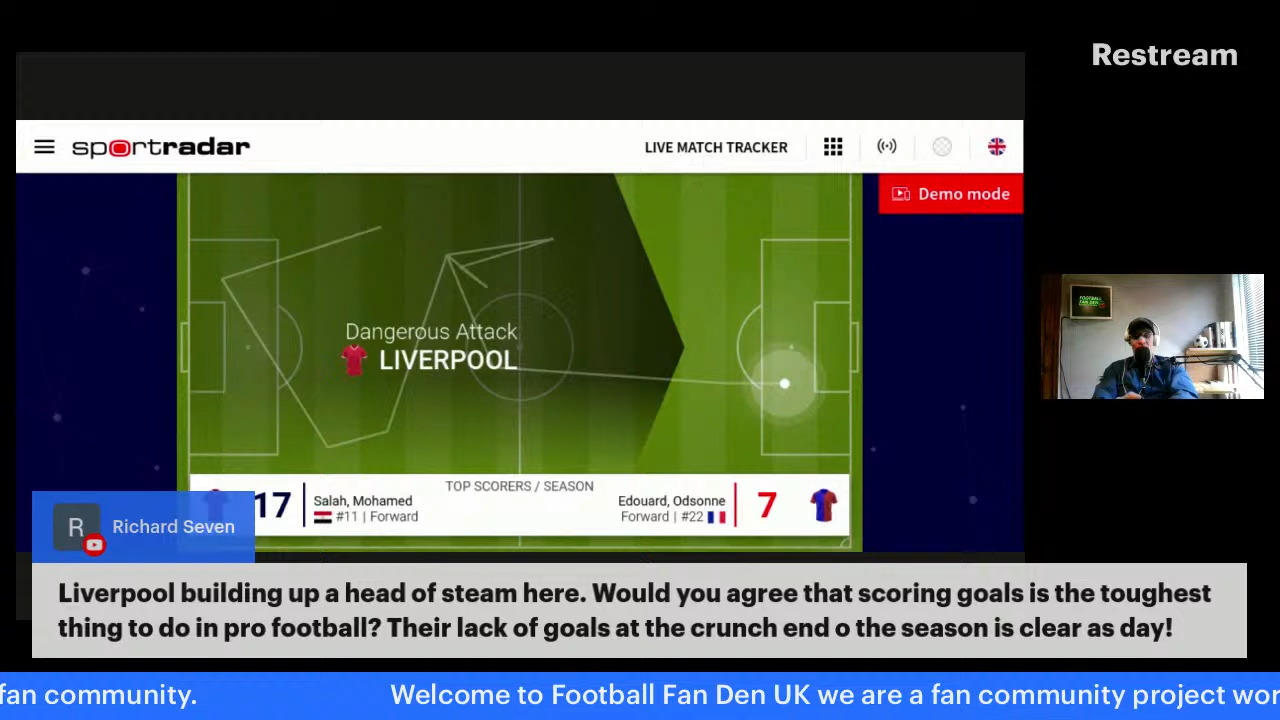 Restream
sportradar
LIVE MATCH TRACKER
Demo mode
Dangerous Attack
LIVERPOOL
TOP SCORERS / SEASON
17
Salah, Mohamed
#11 | Forward
Edouard, Odsonne
Forward | #22
7
FOOTBALL
FAN DEN
R
Richard Seven
Liverpool building up a head of steam here. Would you agree that scoring goals is the toughest
thing to do in pro football? Their lack of goals at the crunch end o the season is clear as day!
fan community.
Welcome to Football Fan Den UK we are a fan community project wor